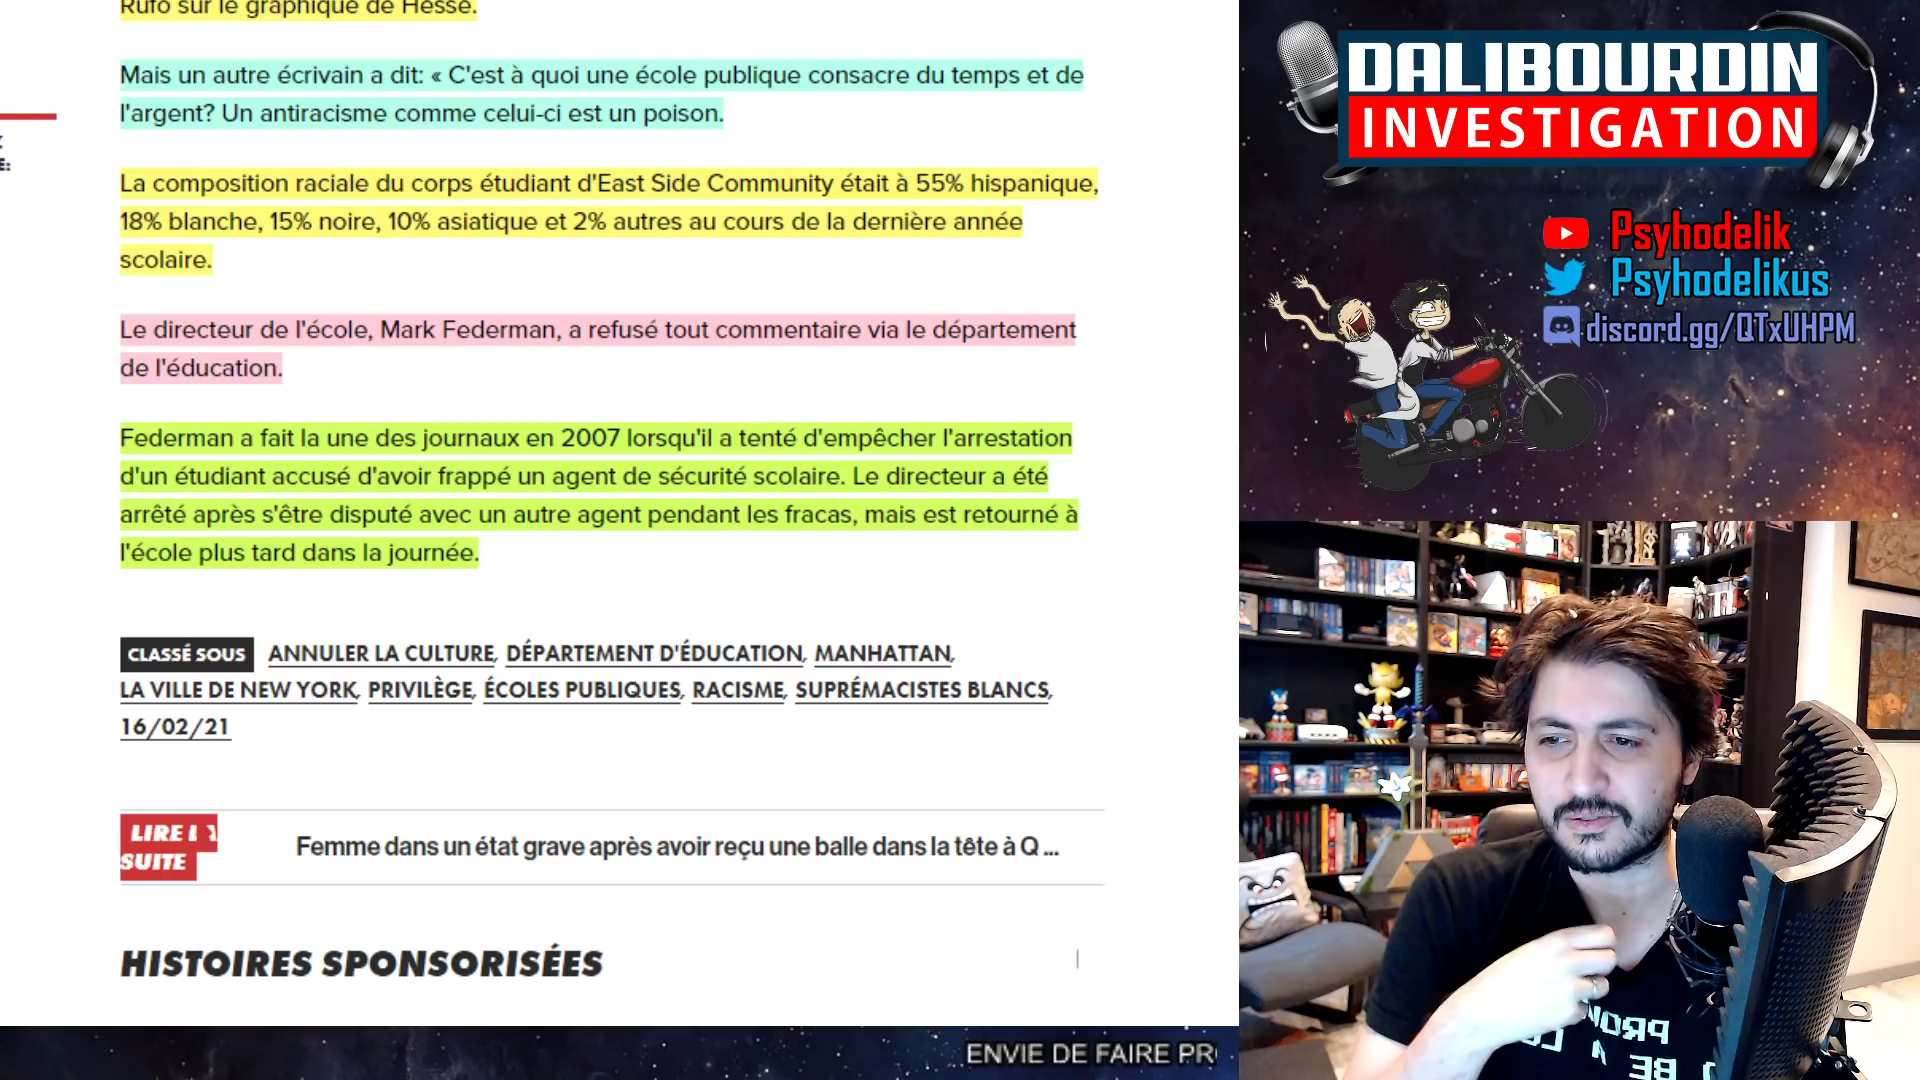 Rufo sur le graphique de Hesse.
Mais un autre écrivain a dit: « C'est à quoi une école publique consacre du temps et de
l'argent? Un antiracisme comme celui-ci est un poison.
La composition raciale du corps étudiant d'East Side Community était à 55% hispanique,
18% blanche, 15% noire, 10% asiatique et 2% autres au cours de la dernière année
scolaire.
Le directeur de l'école, Mark Federman, a refusé tout commentaire via le département
de l'éducation.
Federman a fait la une des journaux en 2007 lorsqu'il a tenté d'empêcher l'arrestation
d'un étudiant accusé d'avoir frappé un agent de sécurité scolaire. Le directeur a été
arrêté après s'être disputé avec un autre agent pendant les fracas, mais est retourné à
l'école plus tard dans la journée.
CLASSÉ SOUS ANNULER LA CULTURE, DÉPARTEMENT D'ÉDUCATION, MANHATTAN,
LA VILLE DE NEW YORK, PRIVILÈGE, ÉCOLES PUBLIQUES, RACISME, SUPRÉMACISTES BLANCS,
16/02/21
LIRE
SUITE
Femme dans un état grave après avoir reçu une balle dans la tête à Q ...
HISTOIRES SPONSORISÉES
ENVIE DE FAIRE
DALIBOURDIN
INVESTIGATION
Psyhodelik
Psyhodelikus
discord.gg/QTxUHPM